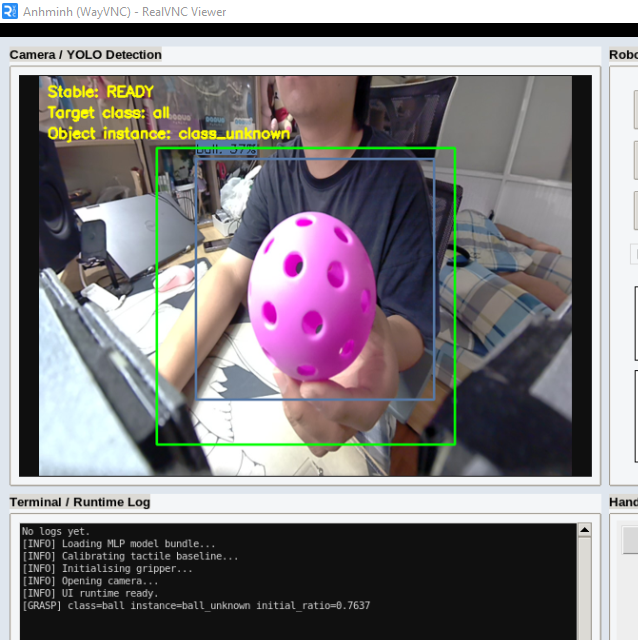 Anhminh (WayVNC) - RealVNC Viewer
Camera / YOLO Detection
Stable: READY
Target class: all
Object instance: class_unknown
ball: 37%
Terminal / Runtime Log
No logs yet.
[INFO] Loading MLP model bundle...
[INFO] Calibrating tactile baseline...
[INFO] Initialising gripper...
[INFO] Opening camera...
[INFO] UI runtime ready.
[GRASP] class=ball instance=ball_unknown initial_ratio=0.7637
Robo
Hand